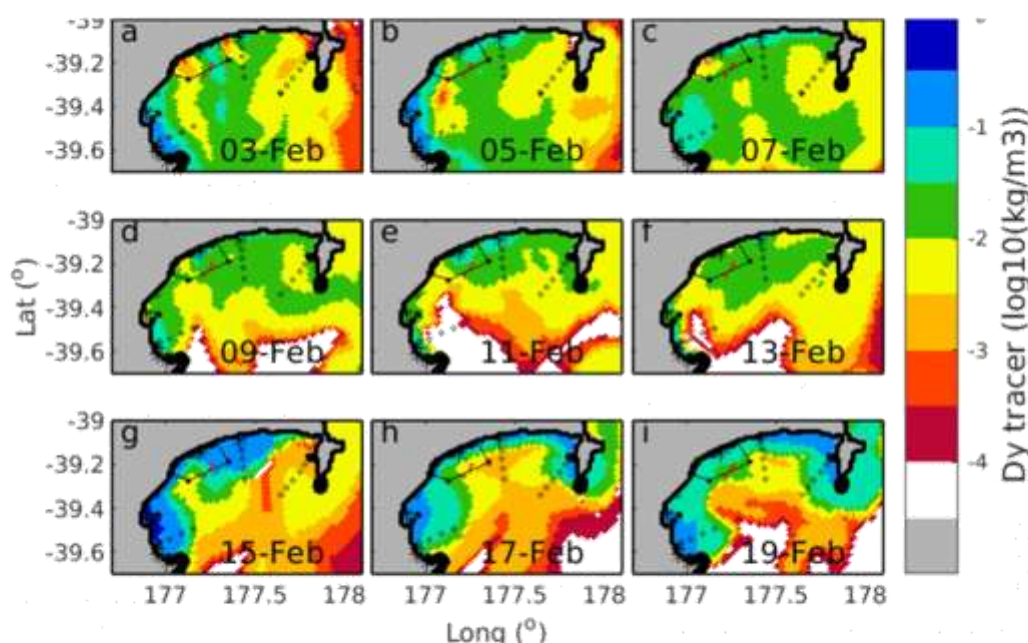 a b c
-39
-39.2
-39.4
-39.6
03-Feb 05-Feb 07-Feb
d e f
-39
-39.2
-39.4
-39.6
09-Feb 11-Feb 13-Feb
g h i
-39
-39.2
-39.4
-39.6
15-Feb 17-Feb 19-Feb
177 177.5 178 177 177.5 178 177 177.5 178
Lat (o)
Long (o)
-1
-2
-3
-4
Dy tracer (log10(kg/m3))